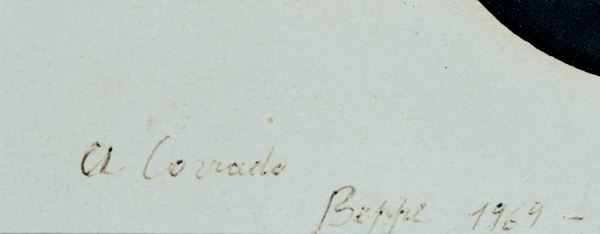 a Corrado
Beppe 1969 -